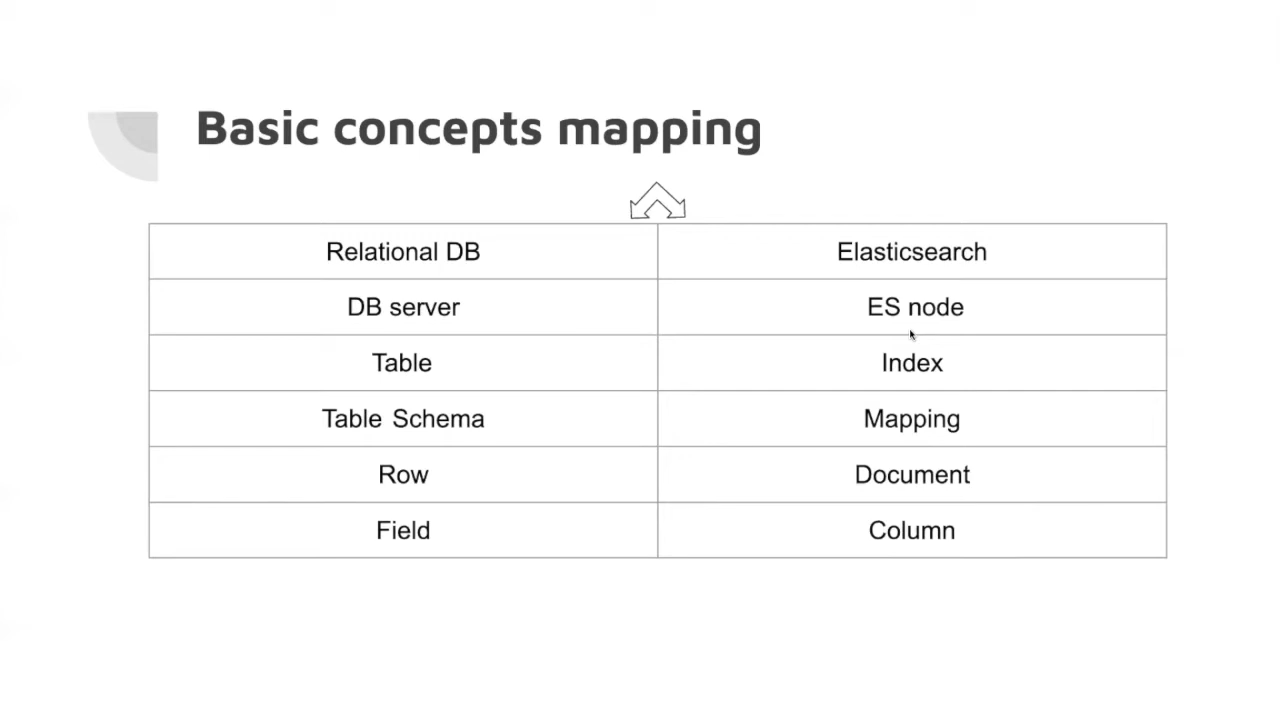 Basic concepts mapping
Relational DB Elasticsearch
DB server ES node
Table Index
Table Schema Mapping
Row Document
Field Column